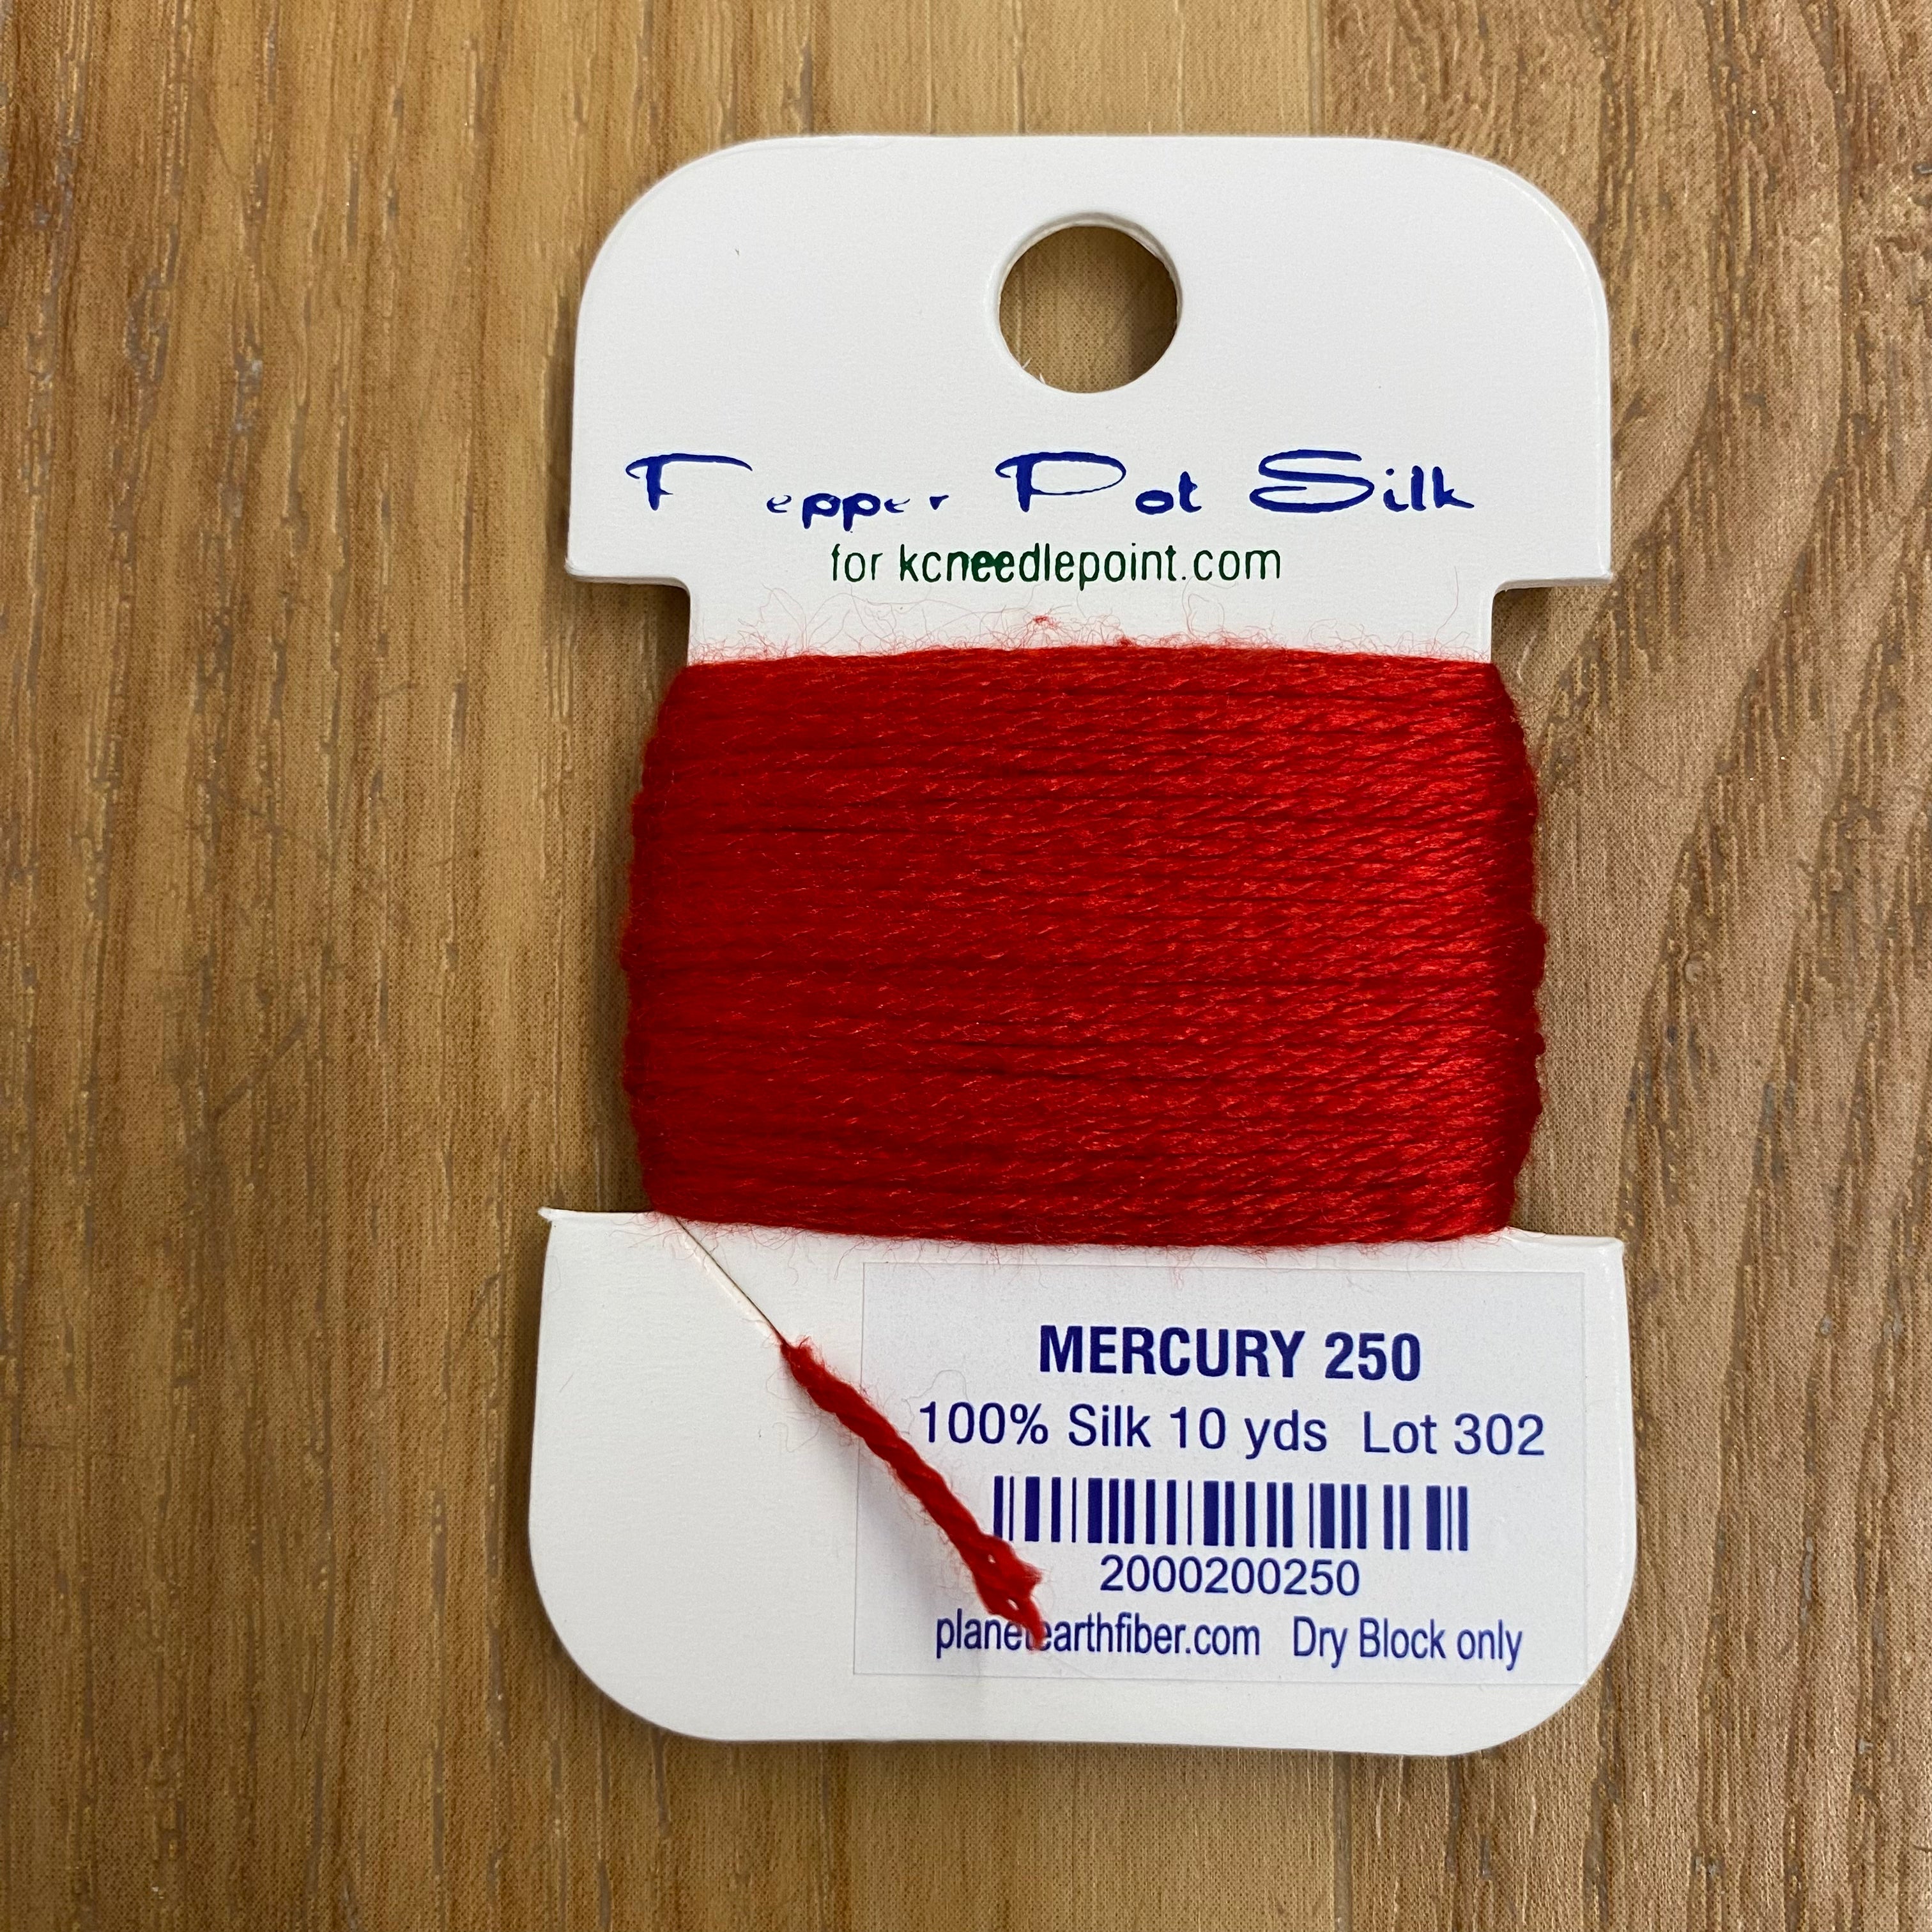 Pepper Pot Silk
for kcneedlepoint.com
MERCURY 250
100% Silk 10 yds Lot 302
2000200250
planetearthfiber.com Dry Block only